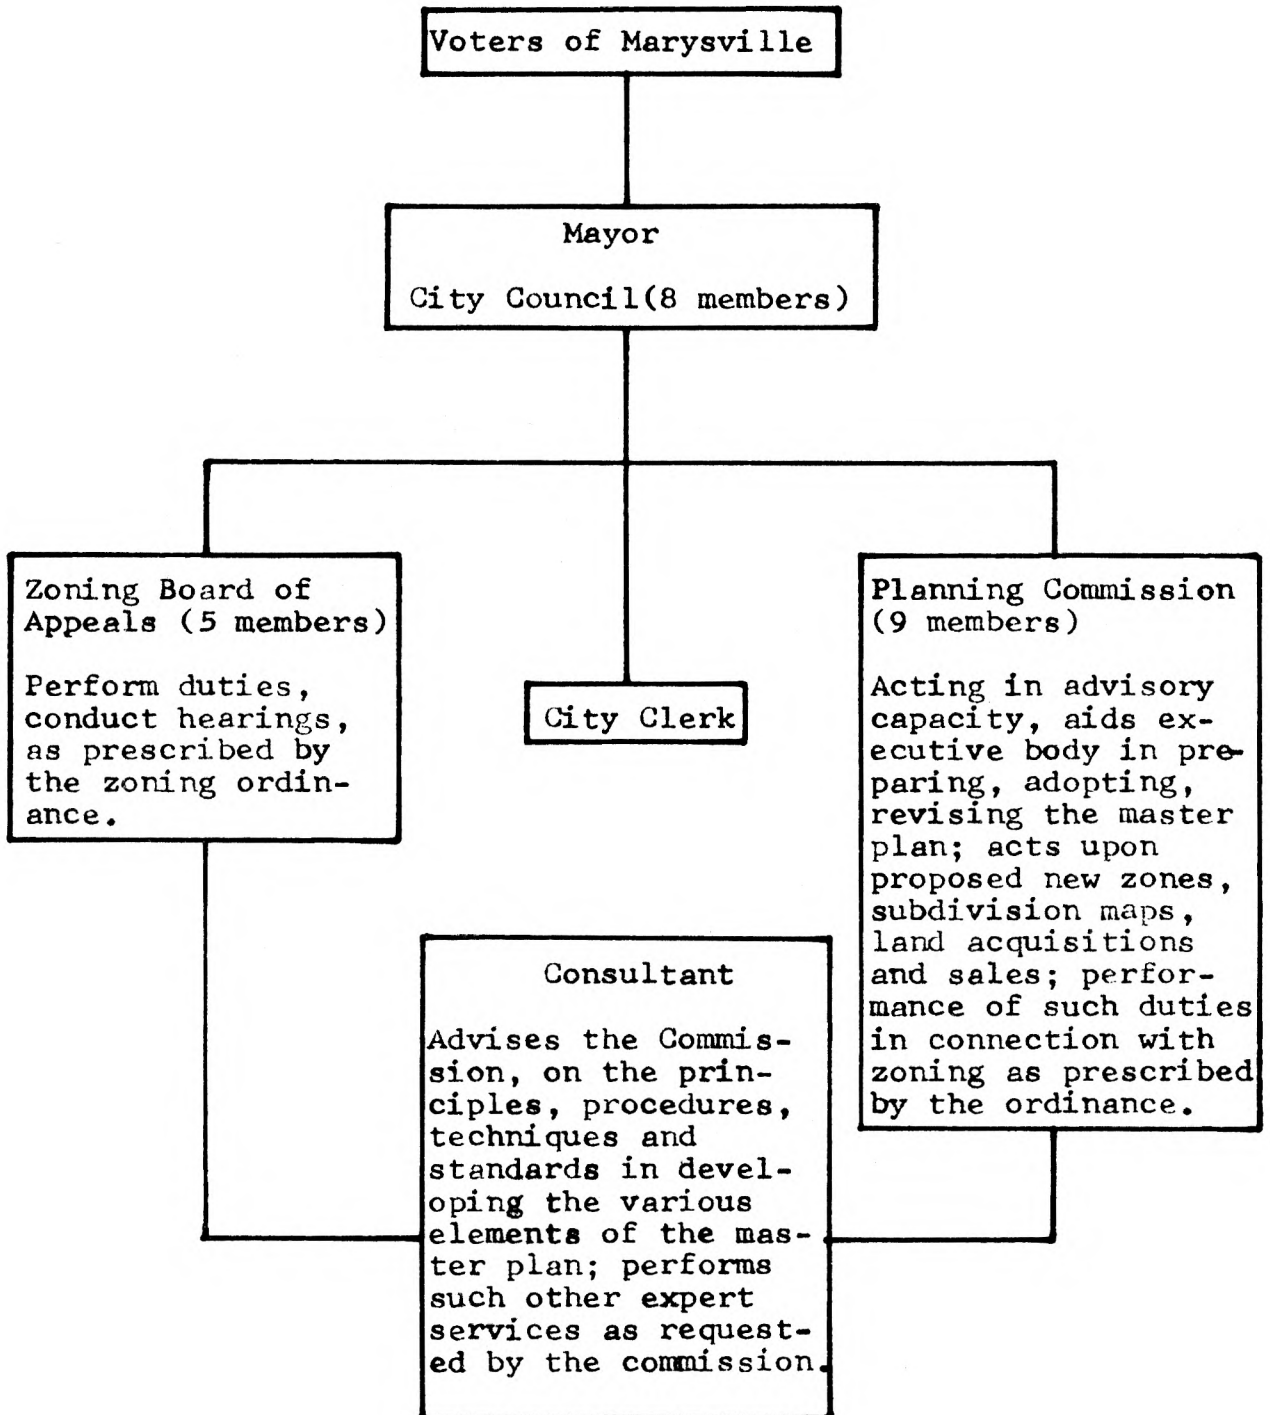 Voters of Marysville
Mayor
City Council(8 members)
Zoning Board of
Appeals (5 members)
Perform duties,
conduct hearings,
as prescribed by
the zoning ordin-
ance.
City Clerk
Planning Commission
(9 members)
Acting in advisory
capacity, aids ex-
ecutive body in pre-
paring, adopting,
revising the master
plan; acts upon
proposed new zones,
subdivision maps,
land acquisitions
and sales; perfor-
mance of such duties
in connection with
zoning as prescribed
by the ordinance.
Consultant
Advises the Commis-
sion, on the prin-
ciples, procedures,
techniques and
standards in devel-
oping the various
elements of the mas-
ter plan; performs
such other expert
services as request-
ed by the commission.